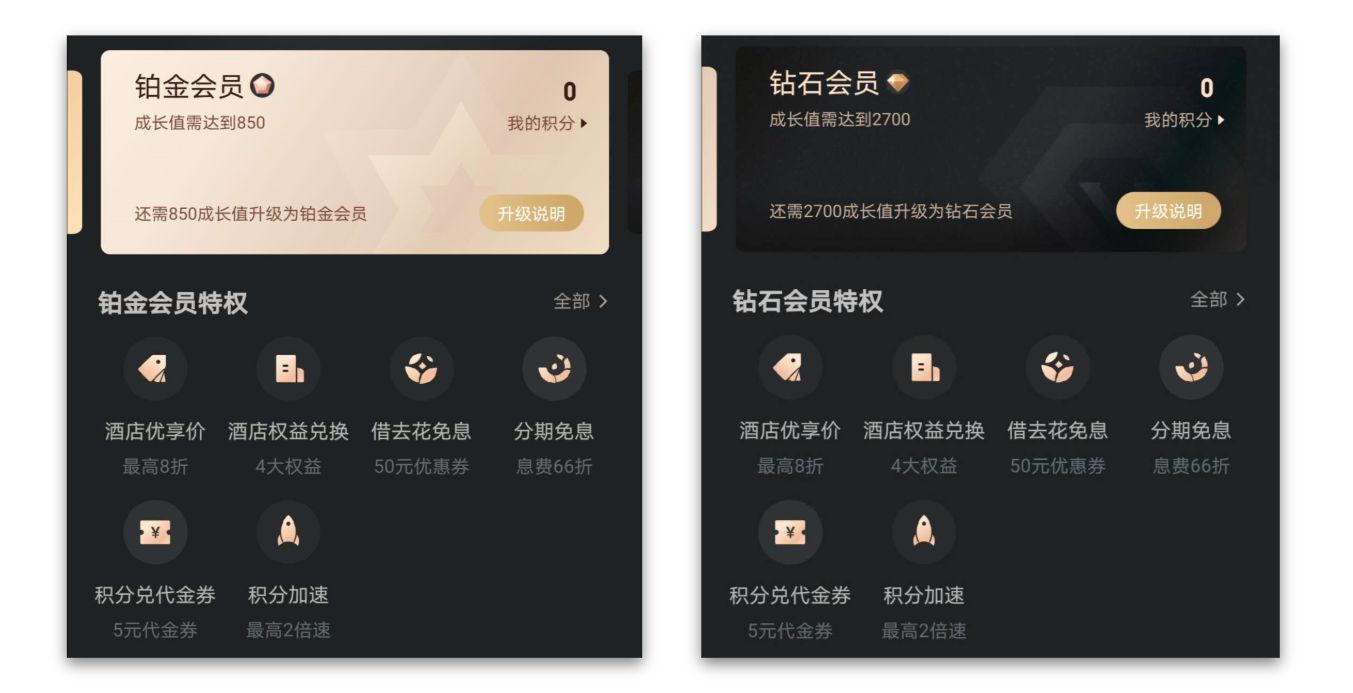 铂金会员
0
成长值需达到850
我的积分
还需850成长值升级为铂金会员
升级说明
铂金会员特权
全部
酒店优享价 酒店权益兑换 借去花免息 分期免息
最高8折 4大权益 50元优惠券 息费66折
积分兑代金券 积分加速
5元代金券 最高2倍速
钻石会员
0
成长值需达到2700
我的积分
还需2700成长值升级为钻石会员
升级说明
钻石会员特权
全部
酒店优享价 酒店权益兑换 借去花免息 分期免息
最高8折 4大权益 50元优惠券 息费66折
积分兑代金券 积分加速
5元代金券 最高2倍速